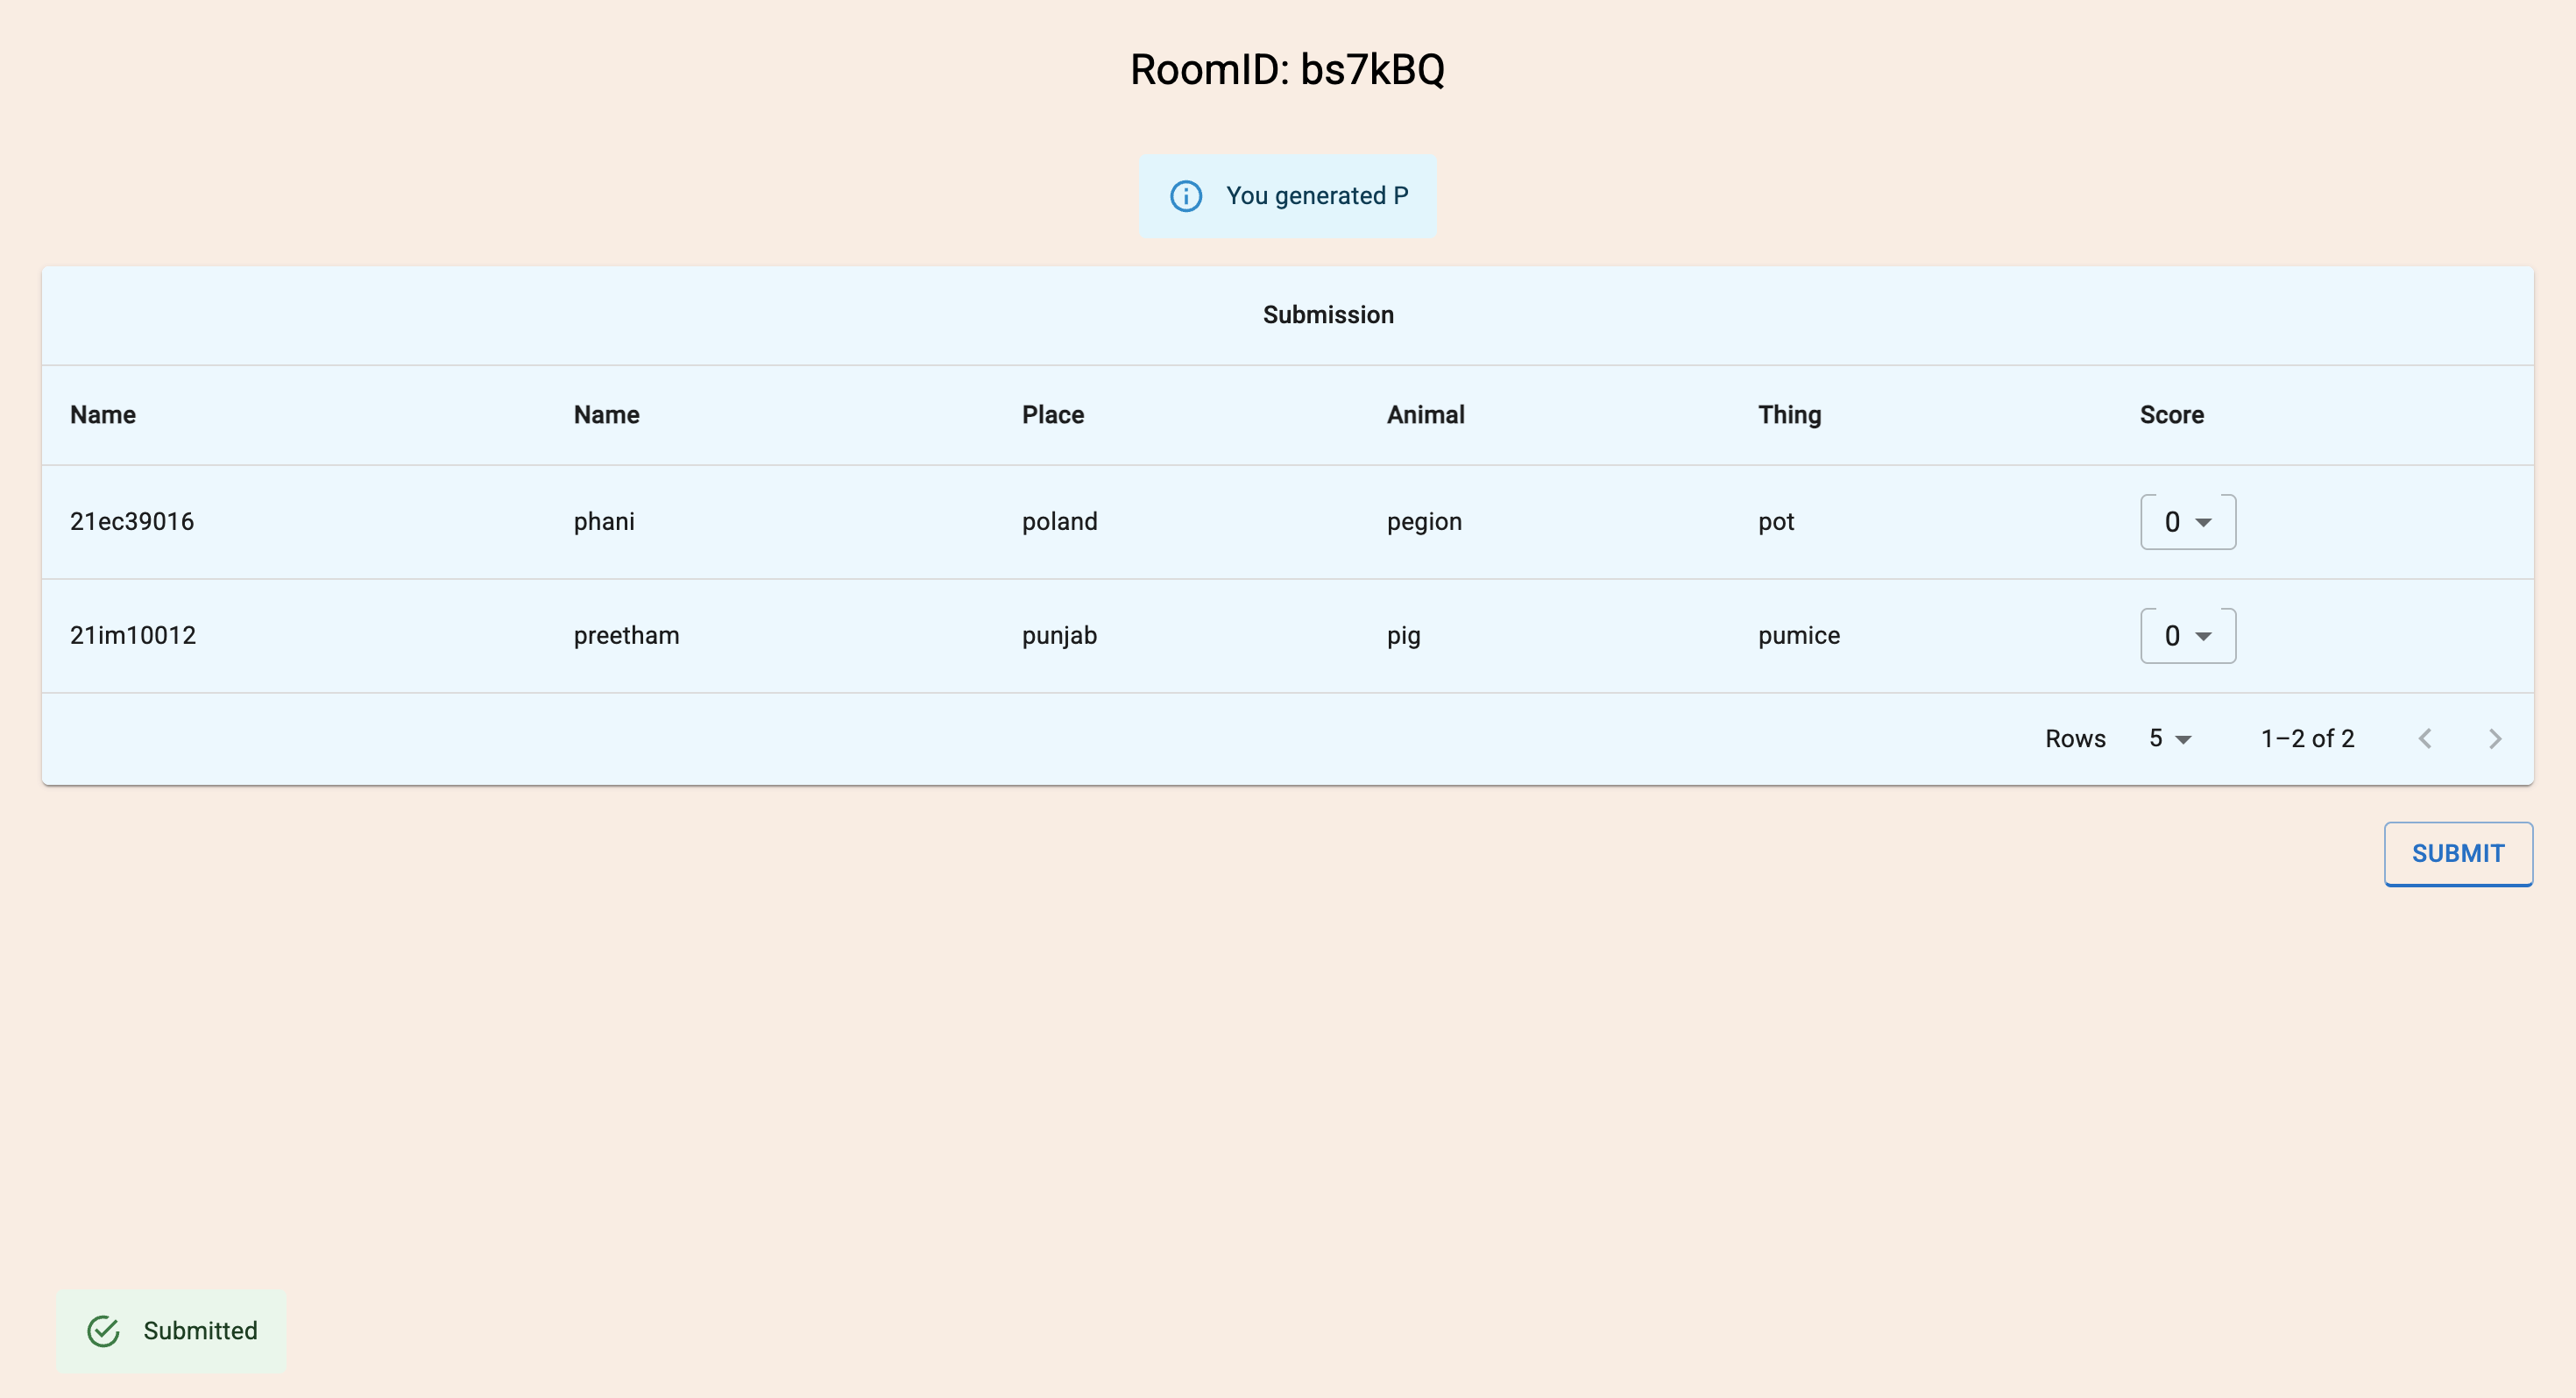 RoomID: bs7kBQ
You generated P
Submission
Name Name Place Animal Thing Score
21ec39016 phani poland pegion pot 0
21im10012 preetham punjab pig pumice 0
Rows 5 1–2 of 2
SUBMIT
Submitted